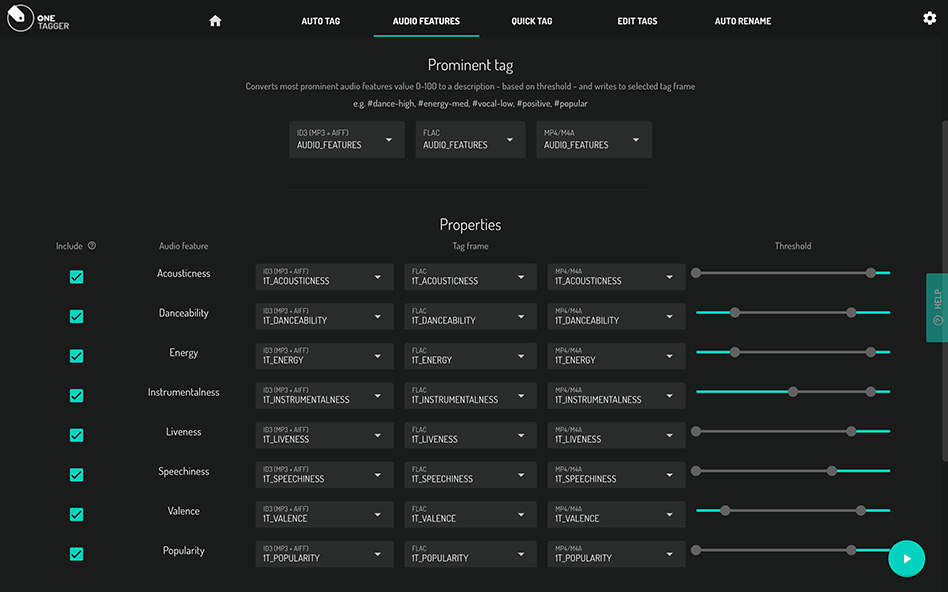 ONE
TAGGER
AUTO TAG
AUDIO FEATURES
QUICK TAG
EDIT TAGS
AUTO RENAME
Prominent tag
Converts most prominent audio features value 0-100 to a description - based on threshold - and writes to selected tag frame
e.g. #dance-high, #energy-med, #vocal-low, #positive, #popular
ID3 (MP3 + AIFF)
AUDIO_FEATURES
FLAC
AUDIO_FEATURES
MP4/M4A
AUDIO_FEATURES
Properties
Include
Audio feature
Tag frame
Threshold
Acousticness
ID3 (MP3 + AIFF)
1T_ACOUSTICNESS
FLAC
1T_ACOUSTICNESS
MP4/M4A
1T_ACOUSTICNESS
Danceability
ID3 (MP3 + AIFF)
1T_DANCEABILITY
FLAC
1T_DANCEABILITY
MP4/M4A
1T_DANCEABILITY
HELP
Energy
ID3 (MP3 + AIFF)
1T_ENERGY
FLAC
1T_ENERGY
MP4/M4A
1T_ENERGY
Instrumentalness
ID3 (MP3 + AIFF)
1T_INSTRUMENTALNESS
FLAC
1T_INSTRUMENTALNESS
MP4/M4A
1T_INSTRUMENTALNESS
Liveness
ID3 (MP3 + AIFF)
1T_LIVENESS
FLAC
1T_LIVENESS
MP4/M4A
1T_LIVENESS
Speechiness
ID3 (MP3 + AIFF)
1T_SPEECHINESS
FLAC
1T_SPEECHINESS
MP4/M4A
1T_SPEECHINESS
Valence
ID3 (MP3 + AIFF)
1T_VALENCE
FLAC
1T_VALENCE
MP4/M4A
1T_VALENCE
Popularity
ID3 (MP3 + AIFF)
1T_POPULARITY
FLAC
1T_POPULARITY
MP4/M4A
1T_POPULARITY